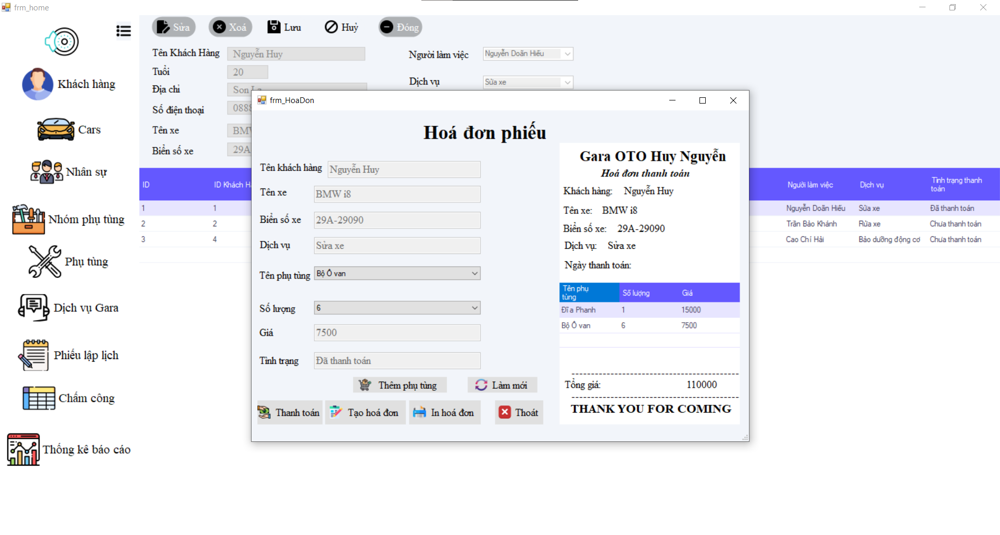 frm_home
Khách hàng
Cars
Nhân sự
Nhóm phụ tùng
Phụ tùng
Dịch vụ Gara
Phiếu lập lịch
Chấm công
Thống kê báo cáo
Sửa Xoá Lưu Huỷ Đóng
Tên Khách Hàng Nguyễn Huy Người làm việc Nguyễn Doãn Hiếu
Tuổi 20
Địa chỉ Son La Dịch vụ Sửa xe
Số điện thoại 088
Tên xe BMW
Biển số xe 29A
ID ID Khách H Người làm việc Dịch vụ Tình trạng thanh toán
1 1 Nguyễn Doãn Hiếu Sửa xe Đã thanh toán
2 2 Trần Bảo Khánh Rửa xe Chưa thanh toán
3 4 Cao Chí Hải Bảo dưỡng động cơ Chưa thanh toán
frm_HoaDon
Hoá đơn phiếu
Tên khách hàng Nguyễn Huy
Tên xe BMW i8
Biển số xe 29A-29090
Dịch vụ Sửa xe
Tên phụ tùng Bộ Ổ van
Số lượng 6
Giá 7500
Tình trạng Đã thanh toán
Thêm phụ tùng Làm mới
Thanh toán Tạo hoá đơn In hoá đơn Thoát
Gara OTO Huy Nguyễn
Hoá đơn thanh toán
Khách hàng: Nguyễn Huy
Tên xe: BMW i8
Biển số xe: 29A-29090
Dịch vụ: Sửa xe
Ngày thanh toán:
Tên phụ tùng Số lượng Giá
Đĩa Phanh 1 15000
Bộ Ổ van 6 7500
Tổng giá: 110000
THANK YOU FOR COMING